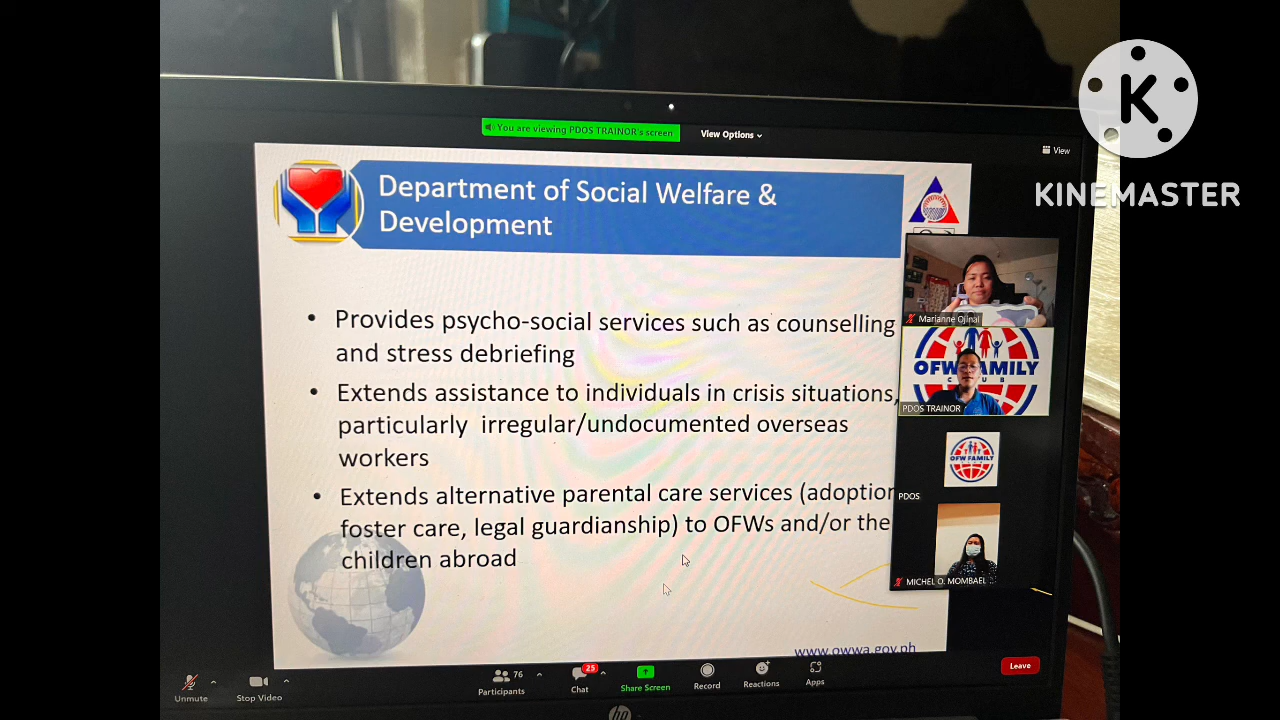 You are viewing PDOS TRAINOR's screen
View Options
View
KINEMASTER
Department of Social Welfare &
Development
• Provides psycho-social services such as counselling
and stress debriefing
• Extends assistance to individuals in crisis situations,
particularly irregular/undocumented overseas
workers
• Extends alternative parental care services (adoption
foster care, legal guardianship) to OFWs and/or the
children abroad
www.owwa.gov.ph
Marianne Ojinal
OFW FAMILY
CLUB
PDOS TRAINOR
OFW FAMILY
PDOS
MICHEL O. MOMBAEL
Unmute
Stop Video
76
Participants
25
Chat
Share Screen
Record
Reactions
Apps
Leave
hp